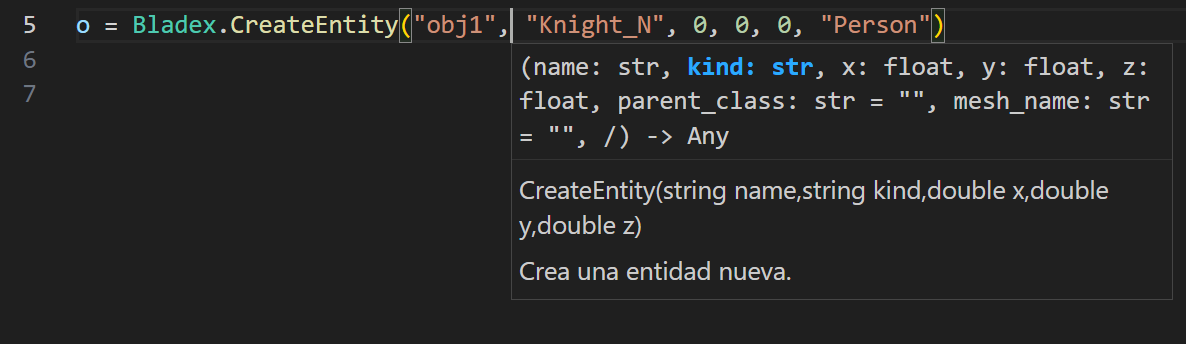 5 o = Bladex.CreateEntity("obj1", "Knight_N", 0, 0, 0, "Person")
6
7
(name: str, kind: str, x: float, y: float, z:
float, parent_class: str = "", mesh_name: str
= "", /) -> Any
CreateEntity(string name,string kind,double x,double
y,double z)
Crea una entidad nueva.